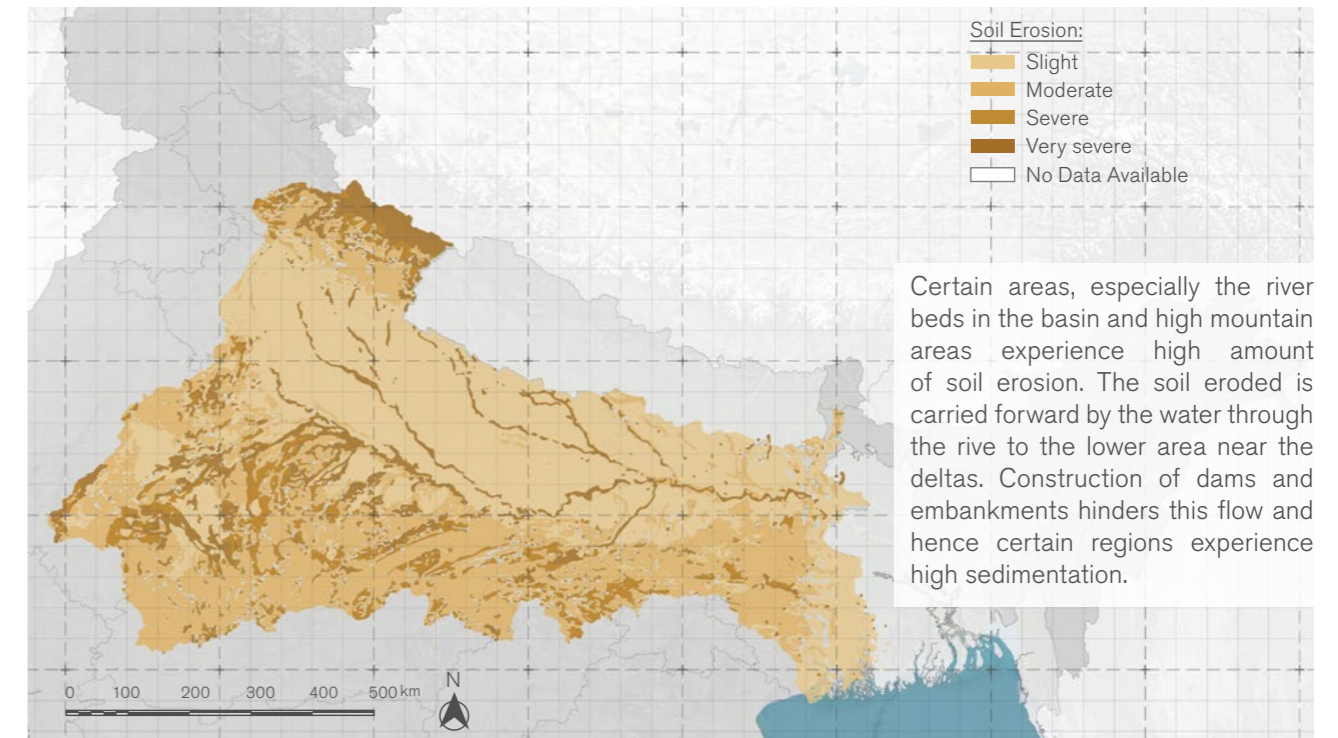 Soil Erosion:
Slight
Moderate
Severe
Very severe
No Data Available
Certain areas, especially the river
beds in the basin and high mountain
areas experience high amount
of soil erosion. The soil eroded is
carried forward by the water through
the rive to the lower area near the
deltas. Construction of dams and
embankments hinders this flow and
hence certain regions experience
high sedimentation.
0 100 200 300 400 500 km
N